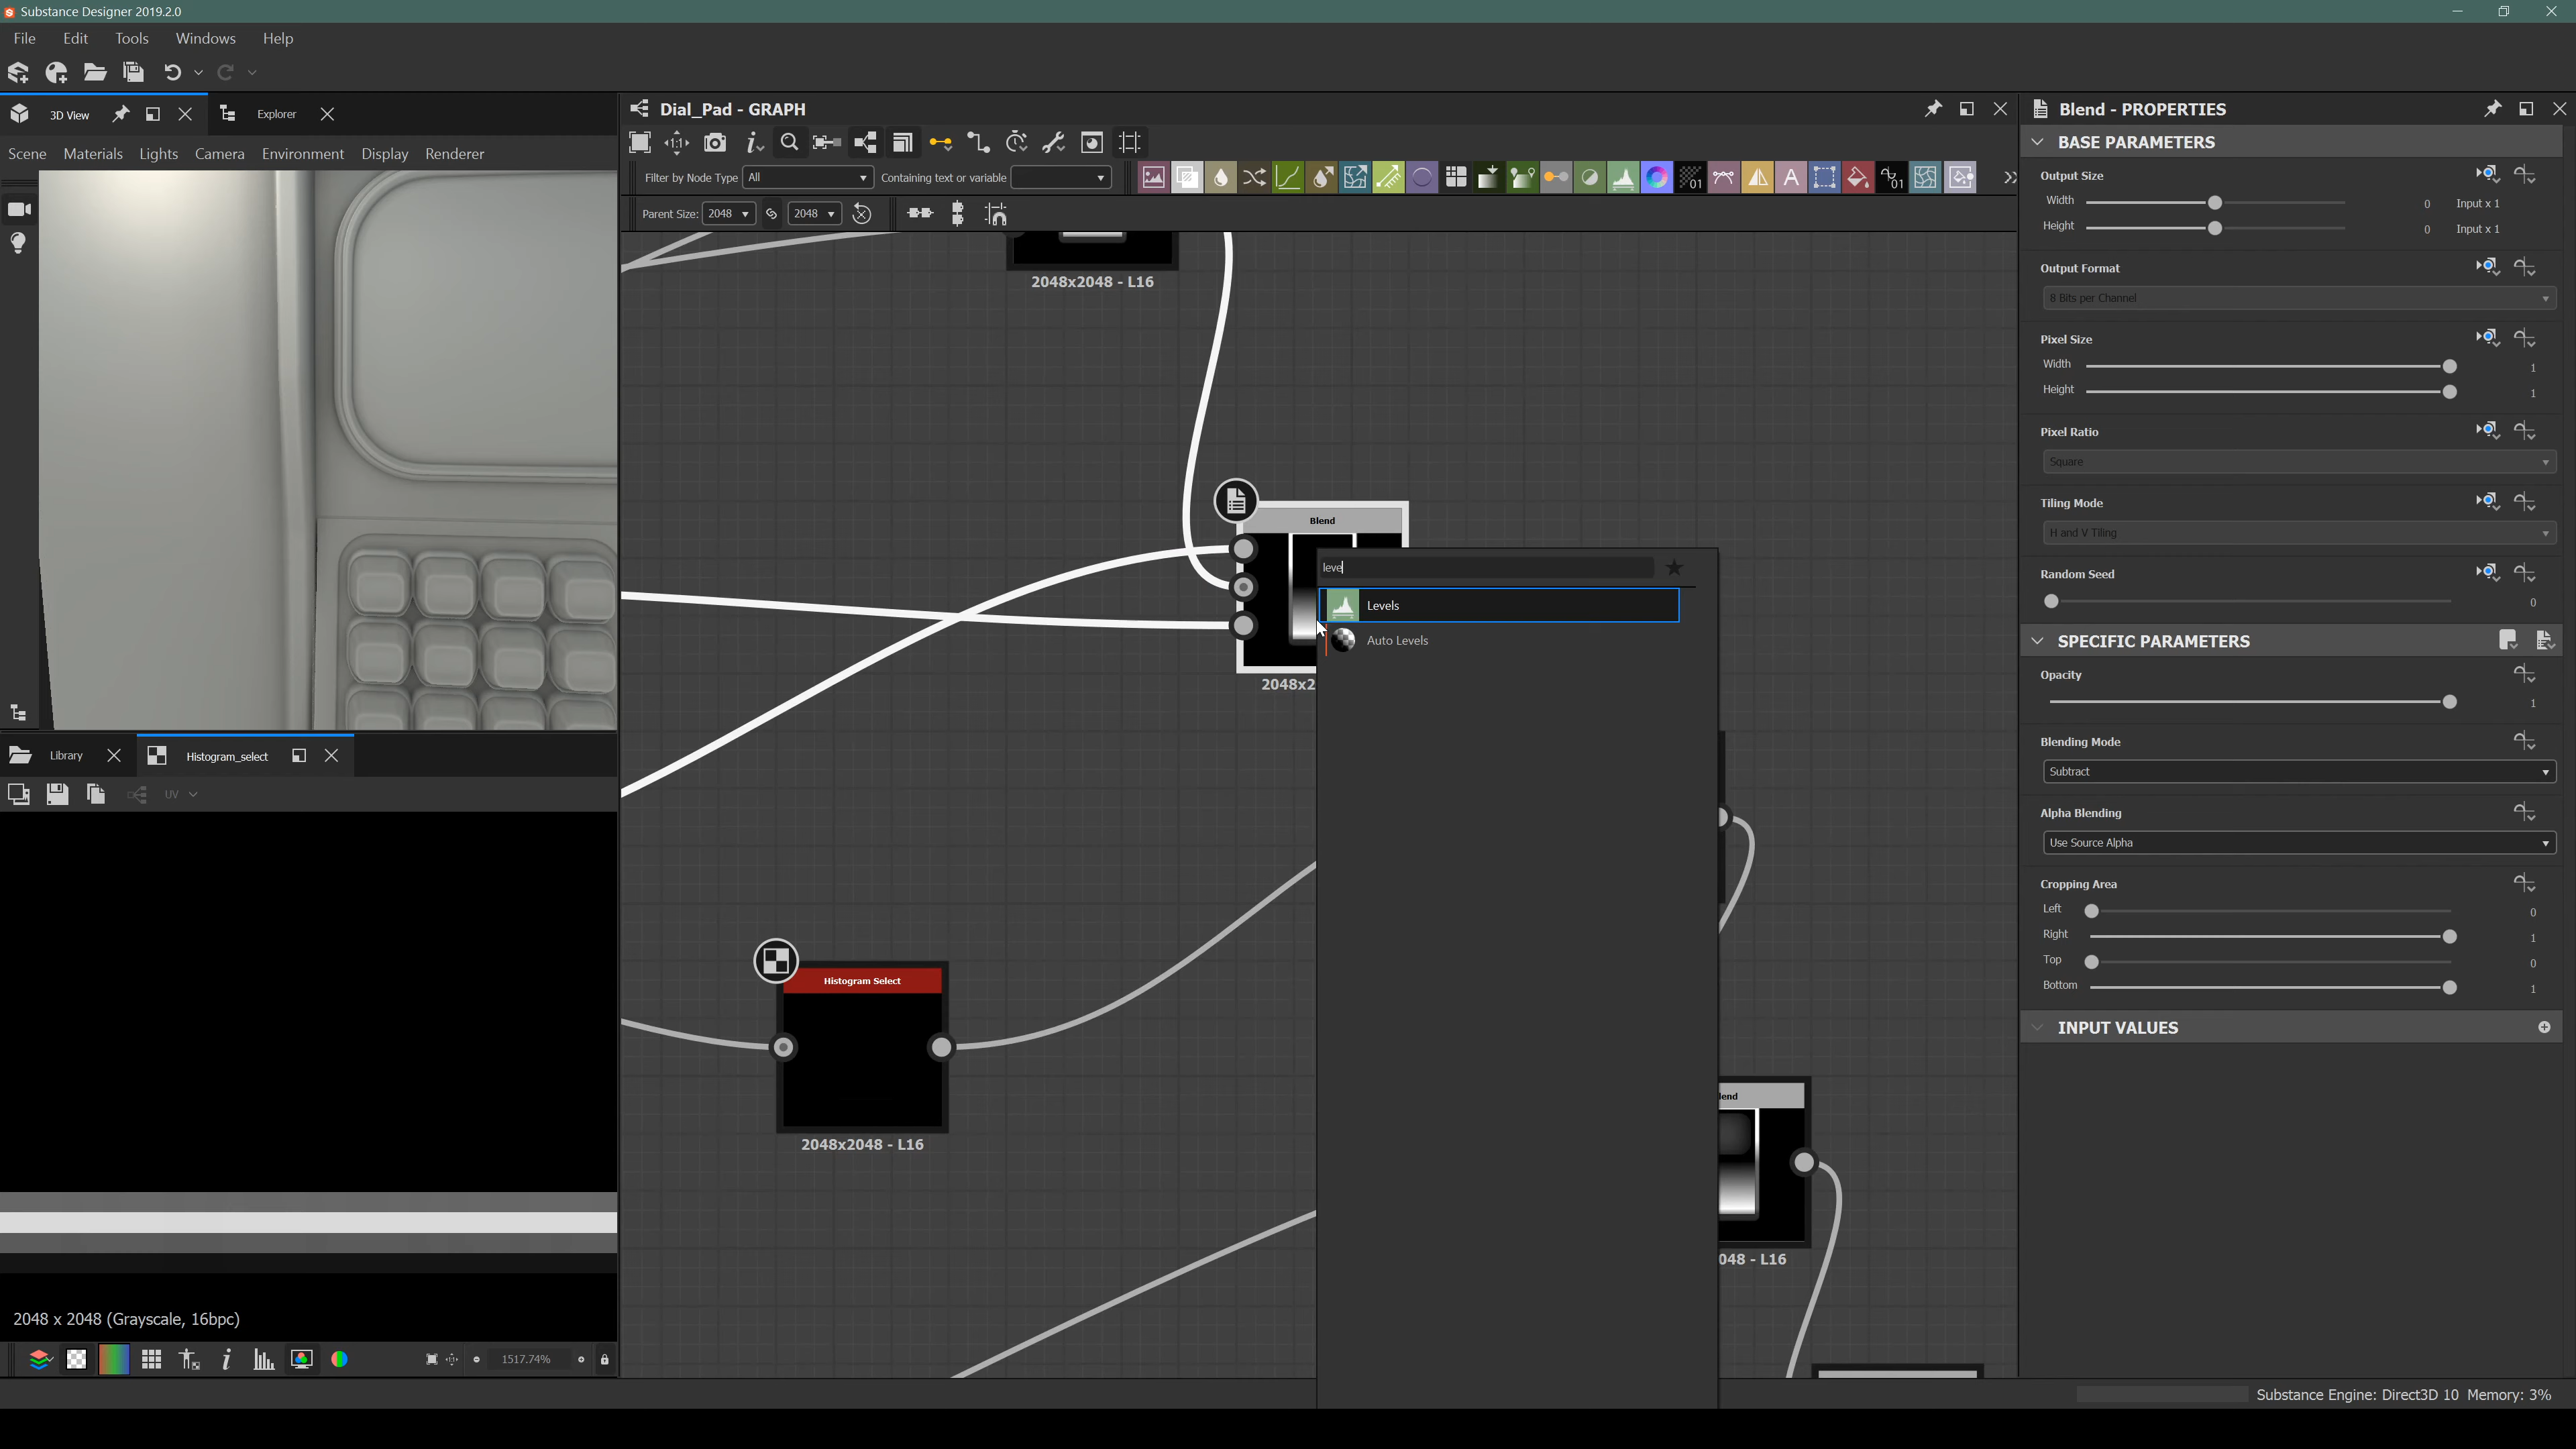 Substance Designer 2019.2.0
File Edit Tools Windows Help
3D View Explorer
Scene Materials Lights Camera Environment Display Renderer
Library Histogram_select
UV
2048 x 2048 (Grayscale, 16bpc)
1517.74%
Dial_Pad - GRAPH
Filter by Node Type All Containing text or variable
Parent Size: 2048 2048
2048x2048 - L16
Blend
2048x2
leve
Levels
Auto Levels
Histogram Select
2048x2048 - L16
lend
048 - L16
Blend - PROPERTIES
BASE PARAMETERS
Output Size
Width 0 Input x 1
Height 0 Input x 1
Output Format
8 Bits per Channel
Pixel Size
Width 1
Height 1
Pixel Ratio
Square
Tiling Mode
H and V Tiling
Random Seed
0
SPECIFIC PARAMETERS
Opacity
1
Blending Mode
Subtract
Alpha Blending
Use Source Alpha
Cropping Area
Left 0
Right 1
Top 0
Bottom 1
INPUT VALUES
Substance Engine: Direct3D 10 Memory: 3%